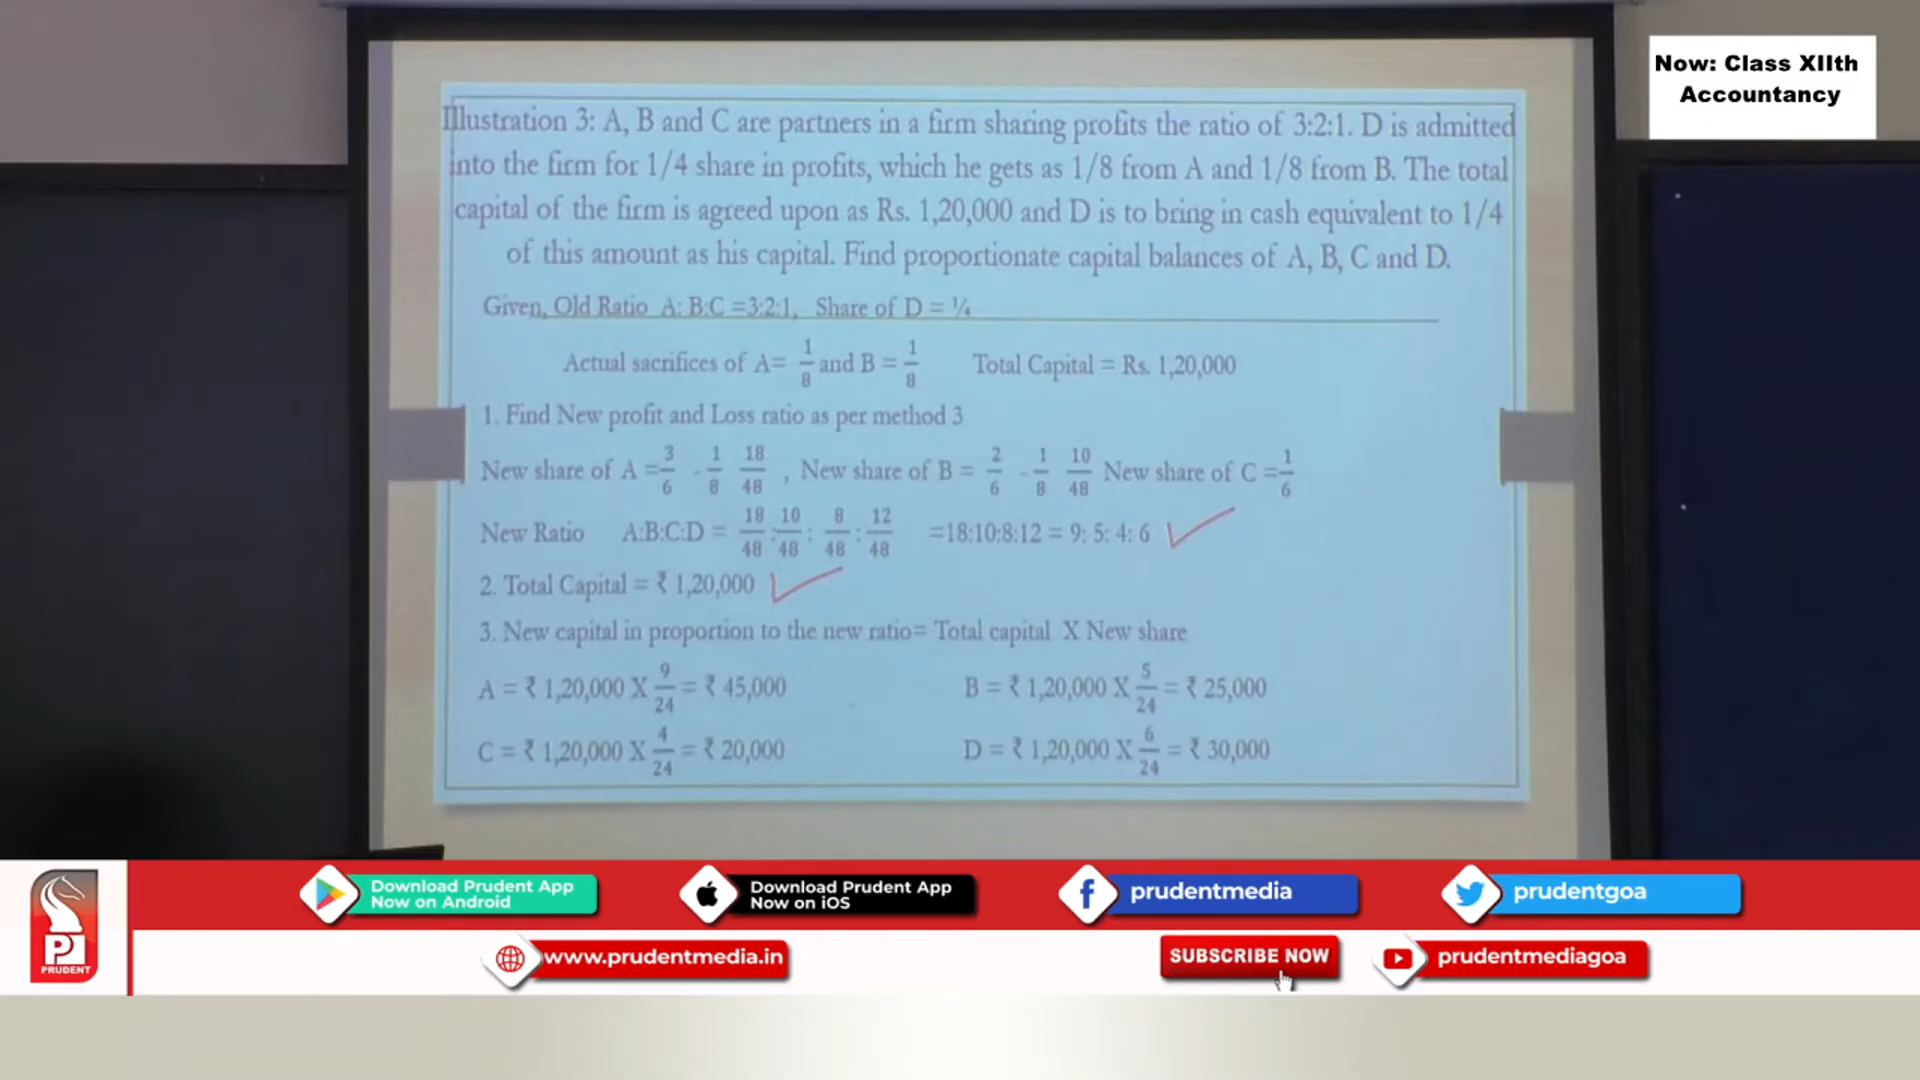 Now: Class XIIth
Accountancy
Illustration 3: A, B and C are partners in a firm sharing profits the ratio of 3:2:1. D is admitted
into the firm for 1/4 share in profits, which he gets as 1/8 from A and 1/8 from B. The total
capital of the firm is agreed upon as Rs. 1,20,000 and D is to bring in cash equivalent to 1/4
of this amount as his capital. Find proportionate capital balances of A, B, C and D.
Given, Old Ratio A: B:C =3:2:1, Share of D = ¼
Actual sacrifices of A= 1/8 and B = 1/8 Total Capital = Rs. 1,20,000
1. Find New profit and Loss ratio as per method 3
New share of A = 3/6 - 1/8 18/48 , New share of B = 2/6 - 1/8 10/48 New share of C = 1/6
New Ratio A:B:C:D = 18/48 : 10/48 : 8/48 : 12/48 =18:10:8:12 = 9: 5: 4: 6
2. Total Capital = ₹ 1,20,000
3. New capital in proportion to the new ratio= Total capital X New share
A = ₹ 1,20,000 X 9/24 = ₹ 45,000 B = ₹ 1,20,000 X 5/24 = ₹ 25,000
C = ₹ 1,20,000 X 4/24 = ₹ 20,000 D = ₹ 1,20,000 X 6/24 = ₹ 30,000
Download Prudent App
Now on Android
Download Prudent App
Now on iOS
prudentmedia
prudentgoa
PRUDENT
www.prudentmedia.in
SUBSCRIBE NOW
prudentmediagoa